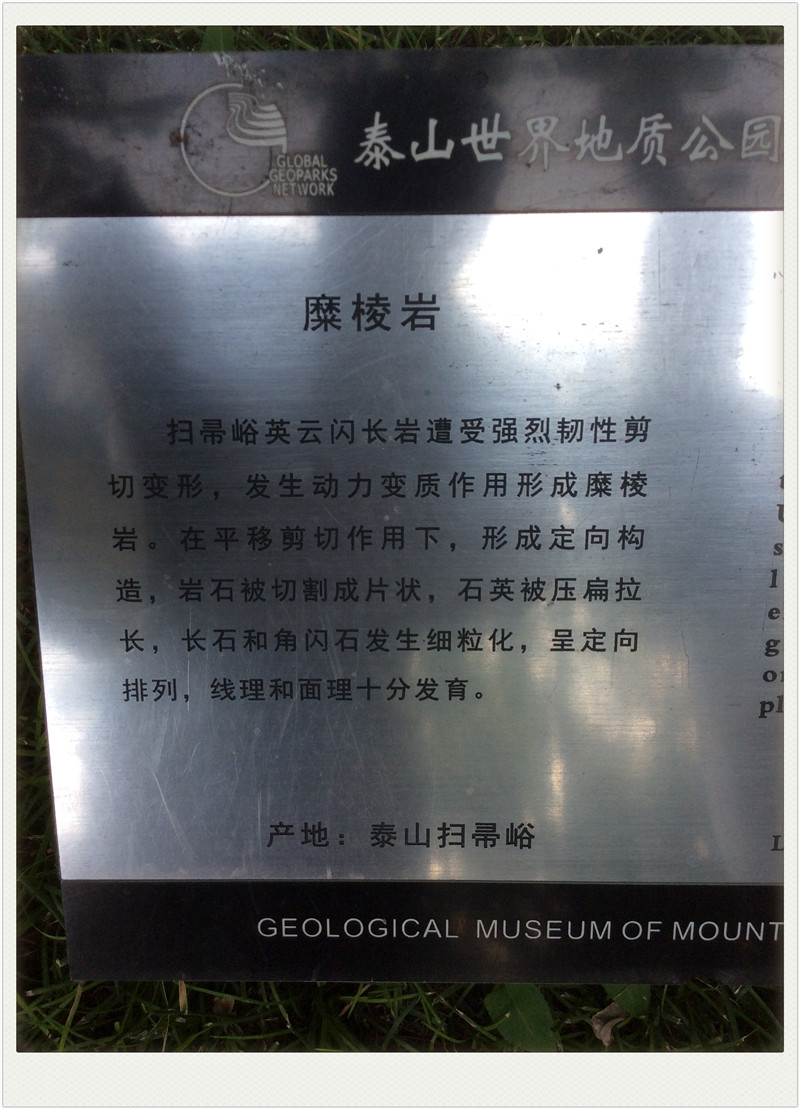 GLOBAL
GEOPARKS
NETWORK
泰山世界地质公园
糜棱岩
扫帚峪英云闪长岩遭受强烈韧性剪
切变形，发生动力变质作用形成糜棱
岩。在平移剪切作用下，形成定向构
造，岩石被切割成片状，石英被压扁拉
长，长石和角闪石发生细粒化，呈定向
排列，线理和面理十分发育。
产地：泰山扫帚峪
GEOLOGICAL MUSEUM OF MOUNT